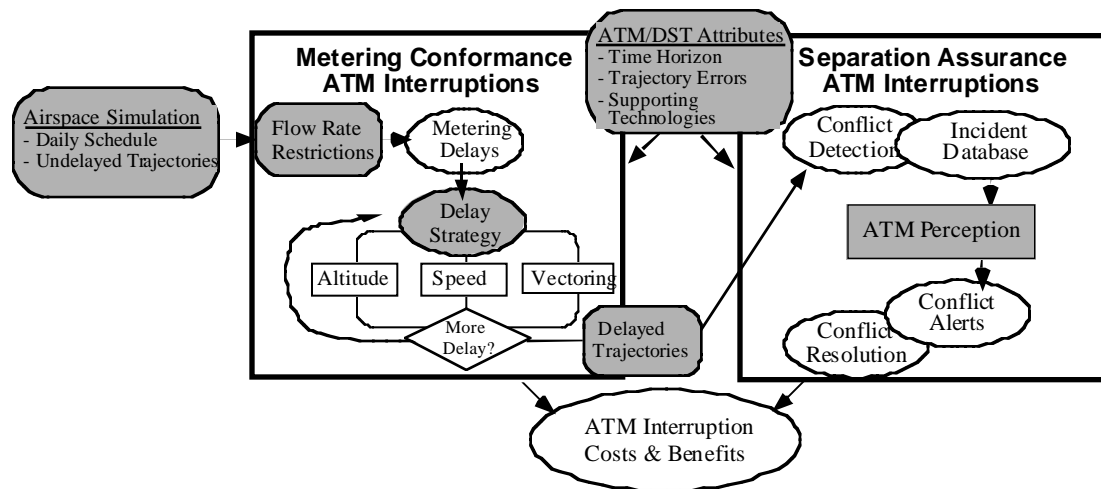 Metering Conformance
ATM Interruptions
ATM/DST Attributes
- Time Horizon
- Trajectory Errors
- Supporting
Technologies
Separation Assurance
ATM Interruptions
Airspace Simulation
- Daily Schedule
- Undelayed Trajectories
Flow Rate
Restrictions
Metering
Delays
Delay
Strategy
Altitude
Speed
Vectoring
More
Delay?
Delayed
Trajectories
Conflict
Detection
Incident
Database
ATM Perception
Conflict
Alerts
Conflict
Resolution
ATM Interruption
Costs & Benefits